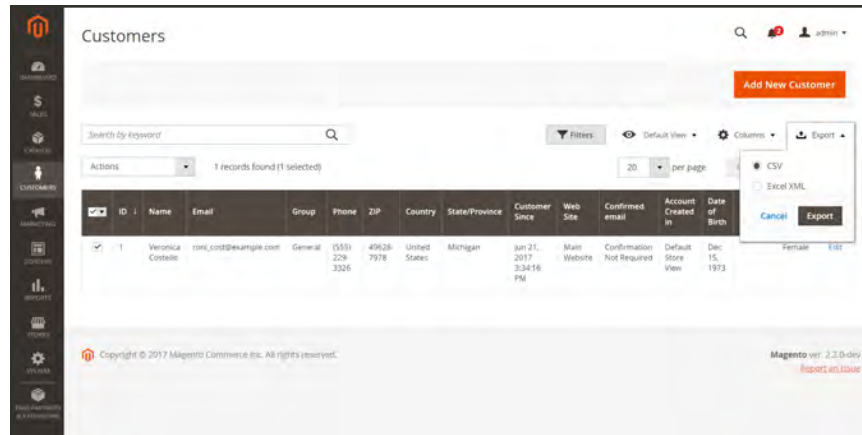 Customers
2
admin
Add New Customer
Search by keyword
Filters
Default View
Columns
Export
Actions
1 records found (1 selected)
20
per page
CSV
Excel XML
Cancel
Export
ID
Name
Email
Group
Phone
ZIP
Country
State/Province
Customer Since
Web Site
Confirmed email
Account Created in
Date of Birth
1
Veronica Costello
roni_cost@example.com
General
(555) 229-3326
49628-7978
United States
Michigan
Jun 21, 2017 3:34:16 PM
Main Website
Confirmation Not Required
Default Store View
Dec 15, 1973
Female
Edit
DASHBOARD
SALES
CATALOG
CUSTOMERS
MARKETING
CONTENT
REPORTS
STORES
SYSTEM
Copyright © 2017 Magento Commerce Inc. All rights reserved.
Magento ver. 2.2.0-dev
Report an Issue